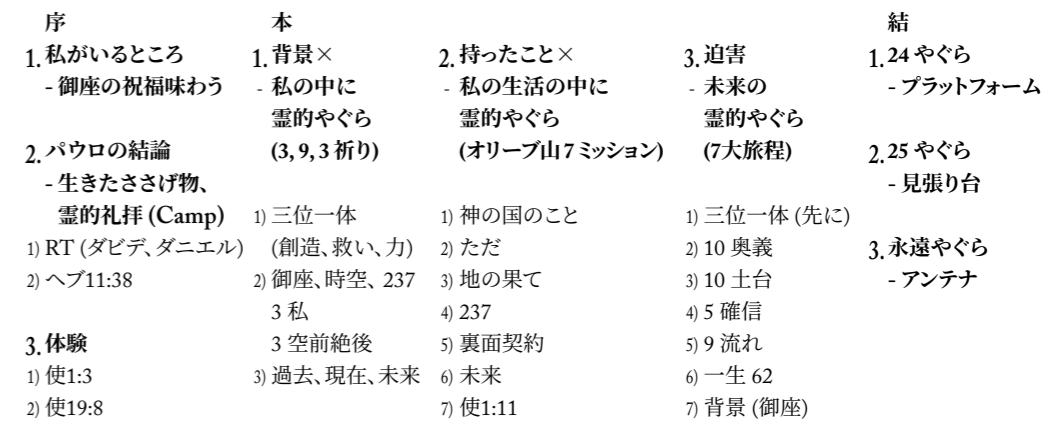 序
1. 私がいるところ
- 御座の祝福味わう
2. パウロの結論
- 生きたささげ物、
霊的礼拝 (Camp)
1) RT (ダビデ、ダニエル)
2) ヘブ11:38
3. 体験
1) 使1:3
2) 使19:8
本
1. 背景×
- 私の中に
霊的やぐら
(3, 9, 3 祈り)
1) 三位一体
(創造、救い、力)
2) 御座、時空、237
3 私
3 空前絶後
3) 過去、現在、未来
2. 持ったこと×
- 私の生活の中に
霊的やぐら
(オリーブ山 7 ミッション)
1) 神の国のこと
2) ただ
3) 地の果て
4) 237
5) 裏面契約
6) 未来
7) 使1:11
3. 迫害
- 未来の
霊的やぐら
(7大旅程)
1) 三位一体 (先に)
2) 10 奥義
3) 10 土台
4) 5 確信
5) 9 流れ
6) 一生 62
7) 背景 (御座)
結
1. 24 やぐら
- プラットフォーム
2. 25 やぐら
- 見張り台
3. 永遠やぐら
- アンテナ